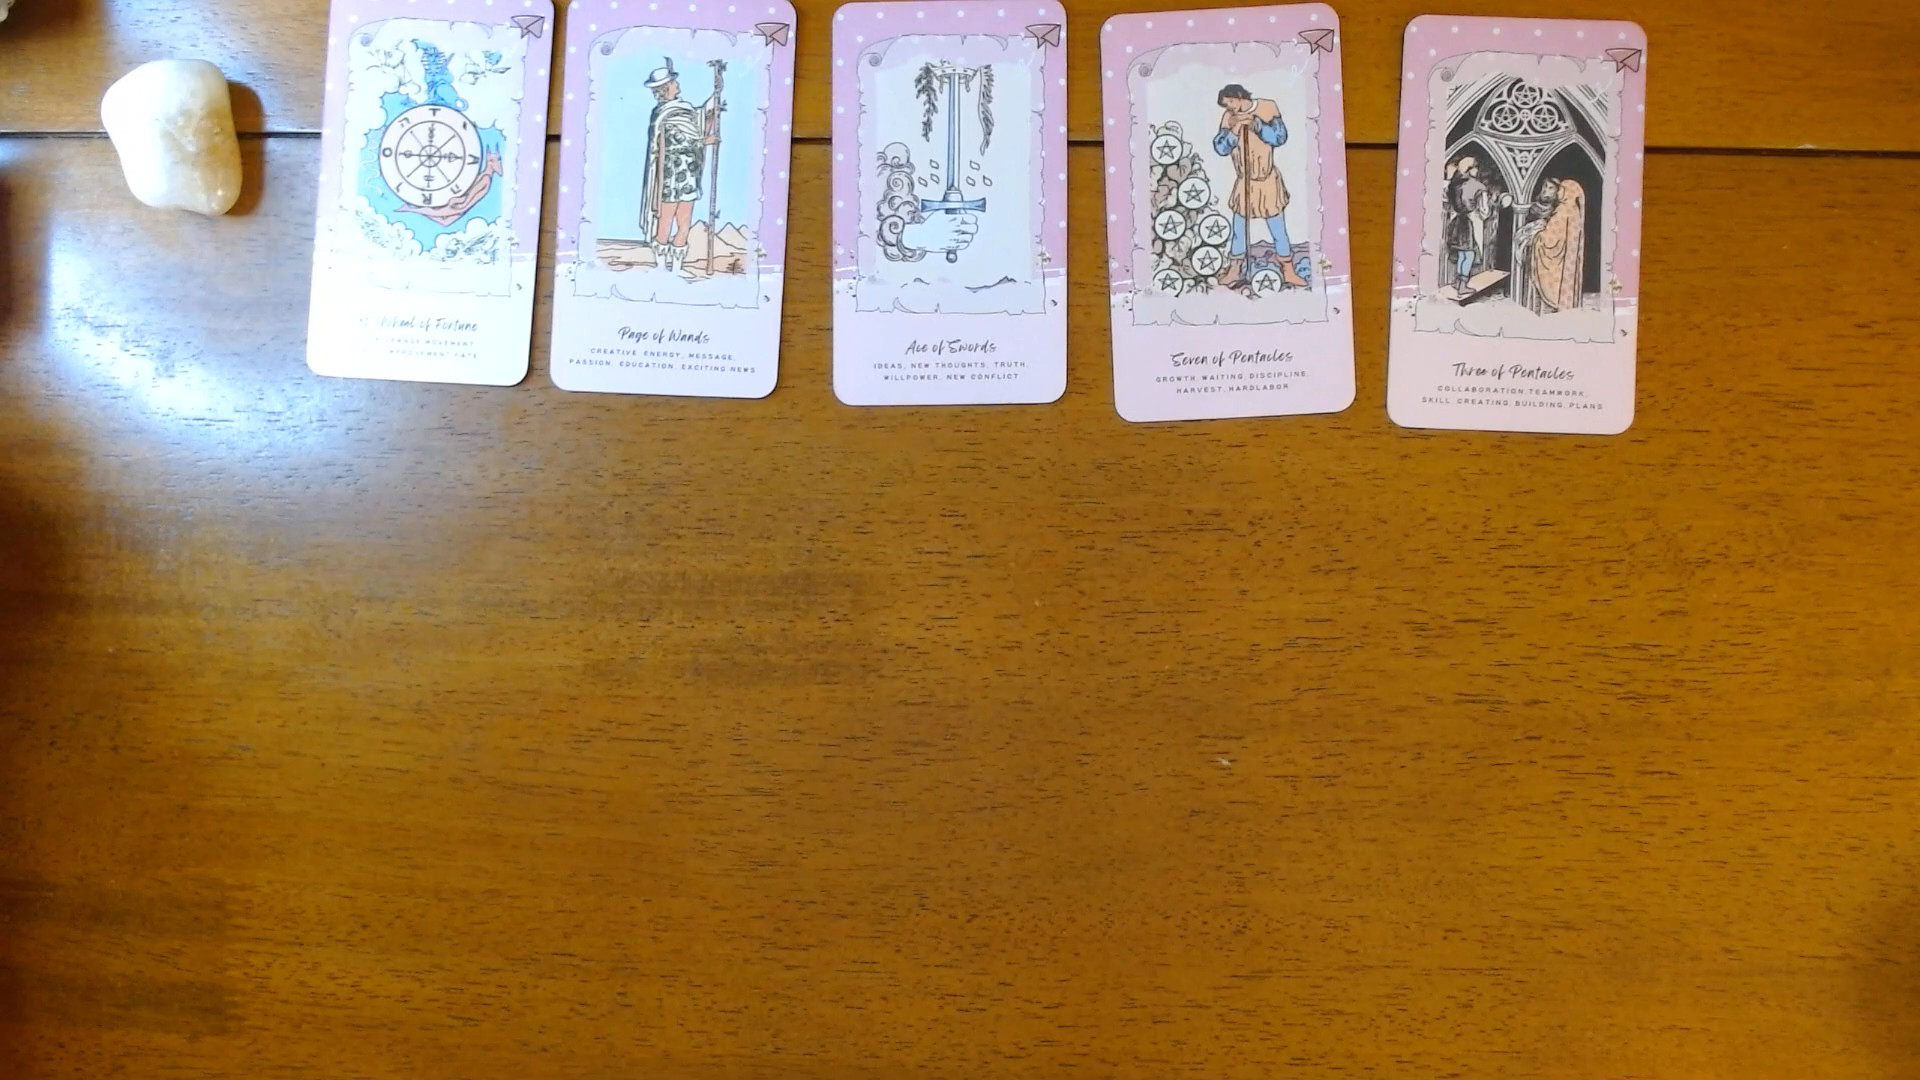 Wheel of Fortune
MOVEMENT
FATE
Page of Wands
CREATIVE ENERGY, MESSAGE,
PASSION, EDUCATION, EXCITING NEWS
Ace of Swords
IDEAS, NEW THOUGHTS, TRUTH,
WILLPOWER, NEW CONFLICT
Seven of Pentacles
GROWTH, WAITING, DISCIPLINE,
HARVEST, HARDLABOR
Three of Pentacles
COLLABORATION, TEAMWORK,
SKILL, CREATING, BUILDING, PLANS